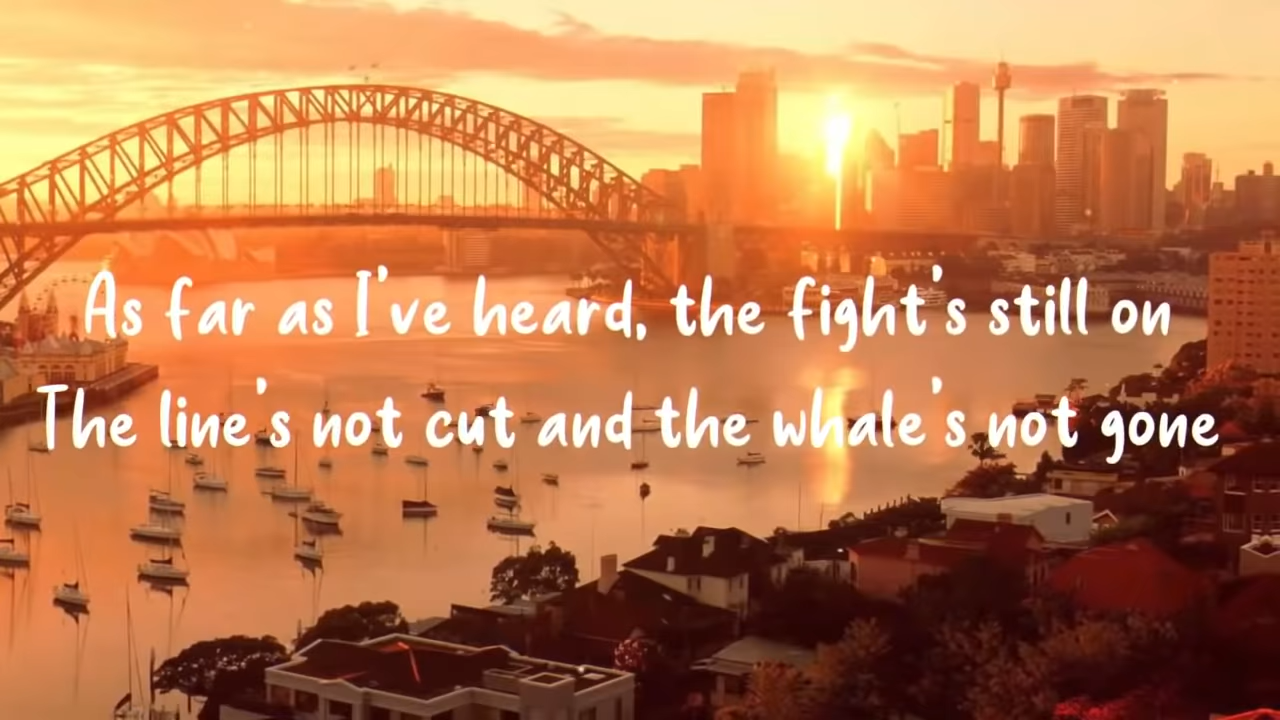 As far as I've heard, the fight's still on
The line's not cut and the whale's not gone